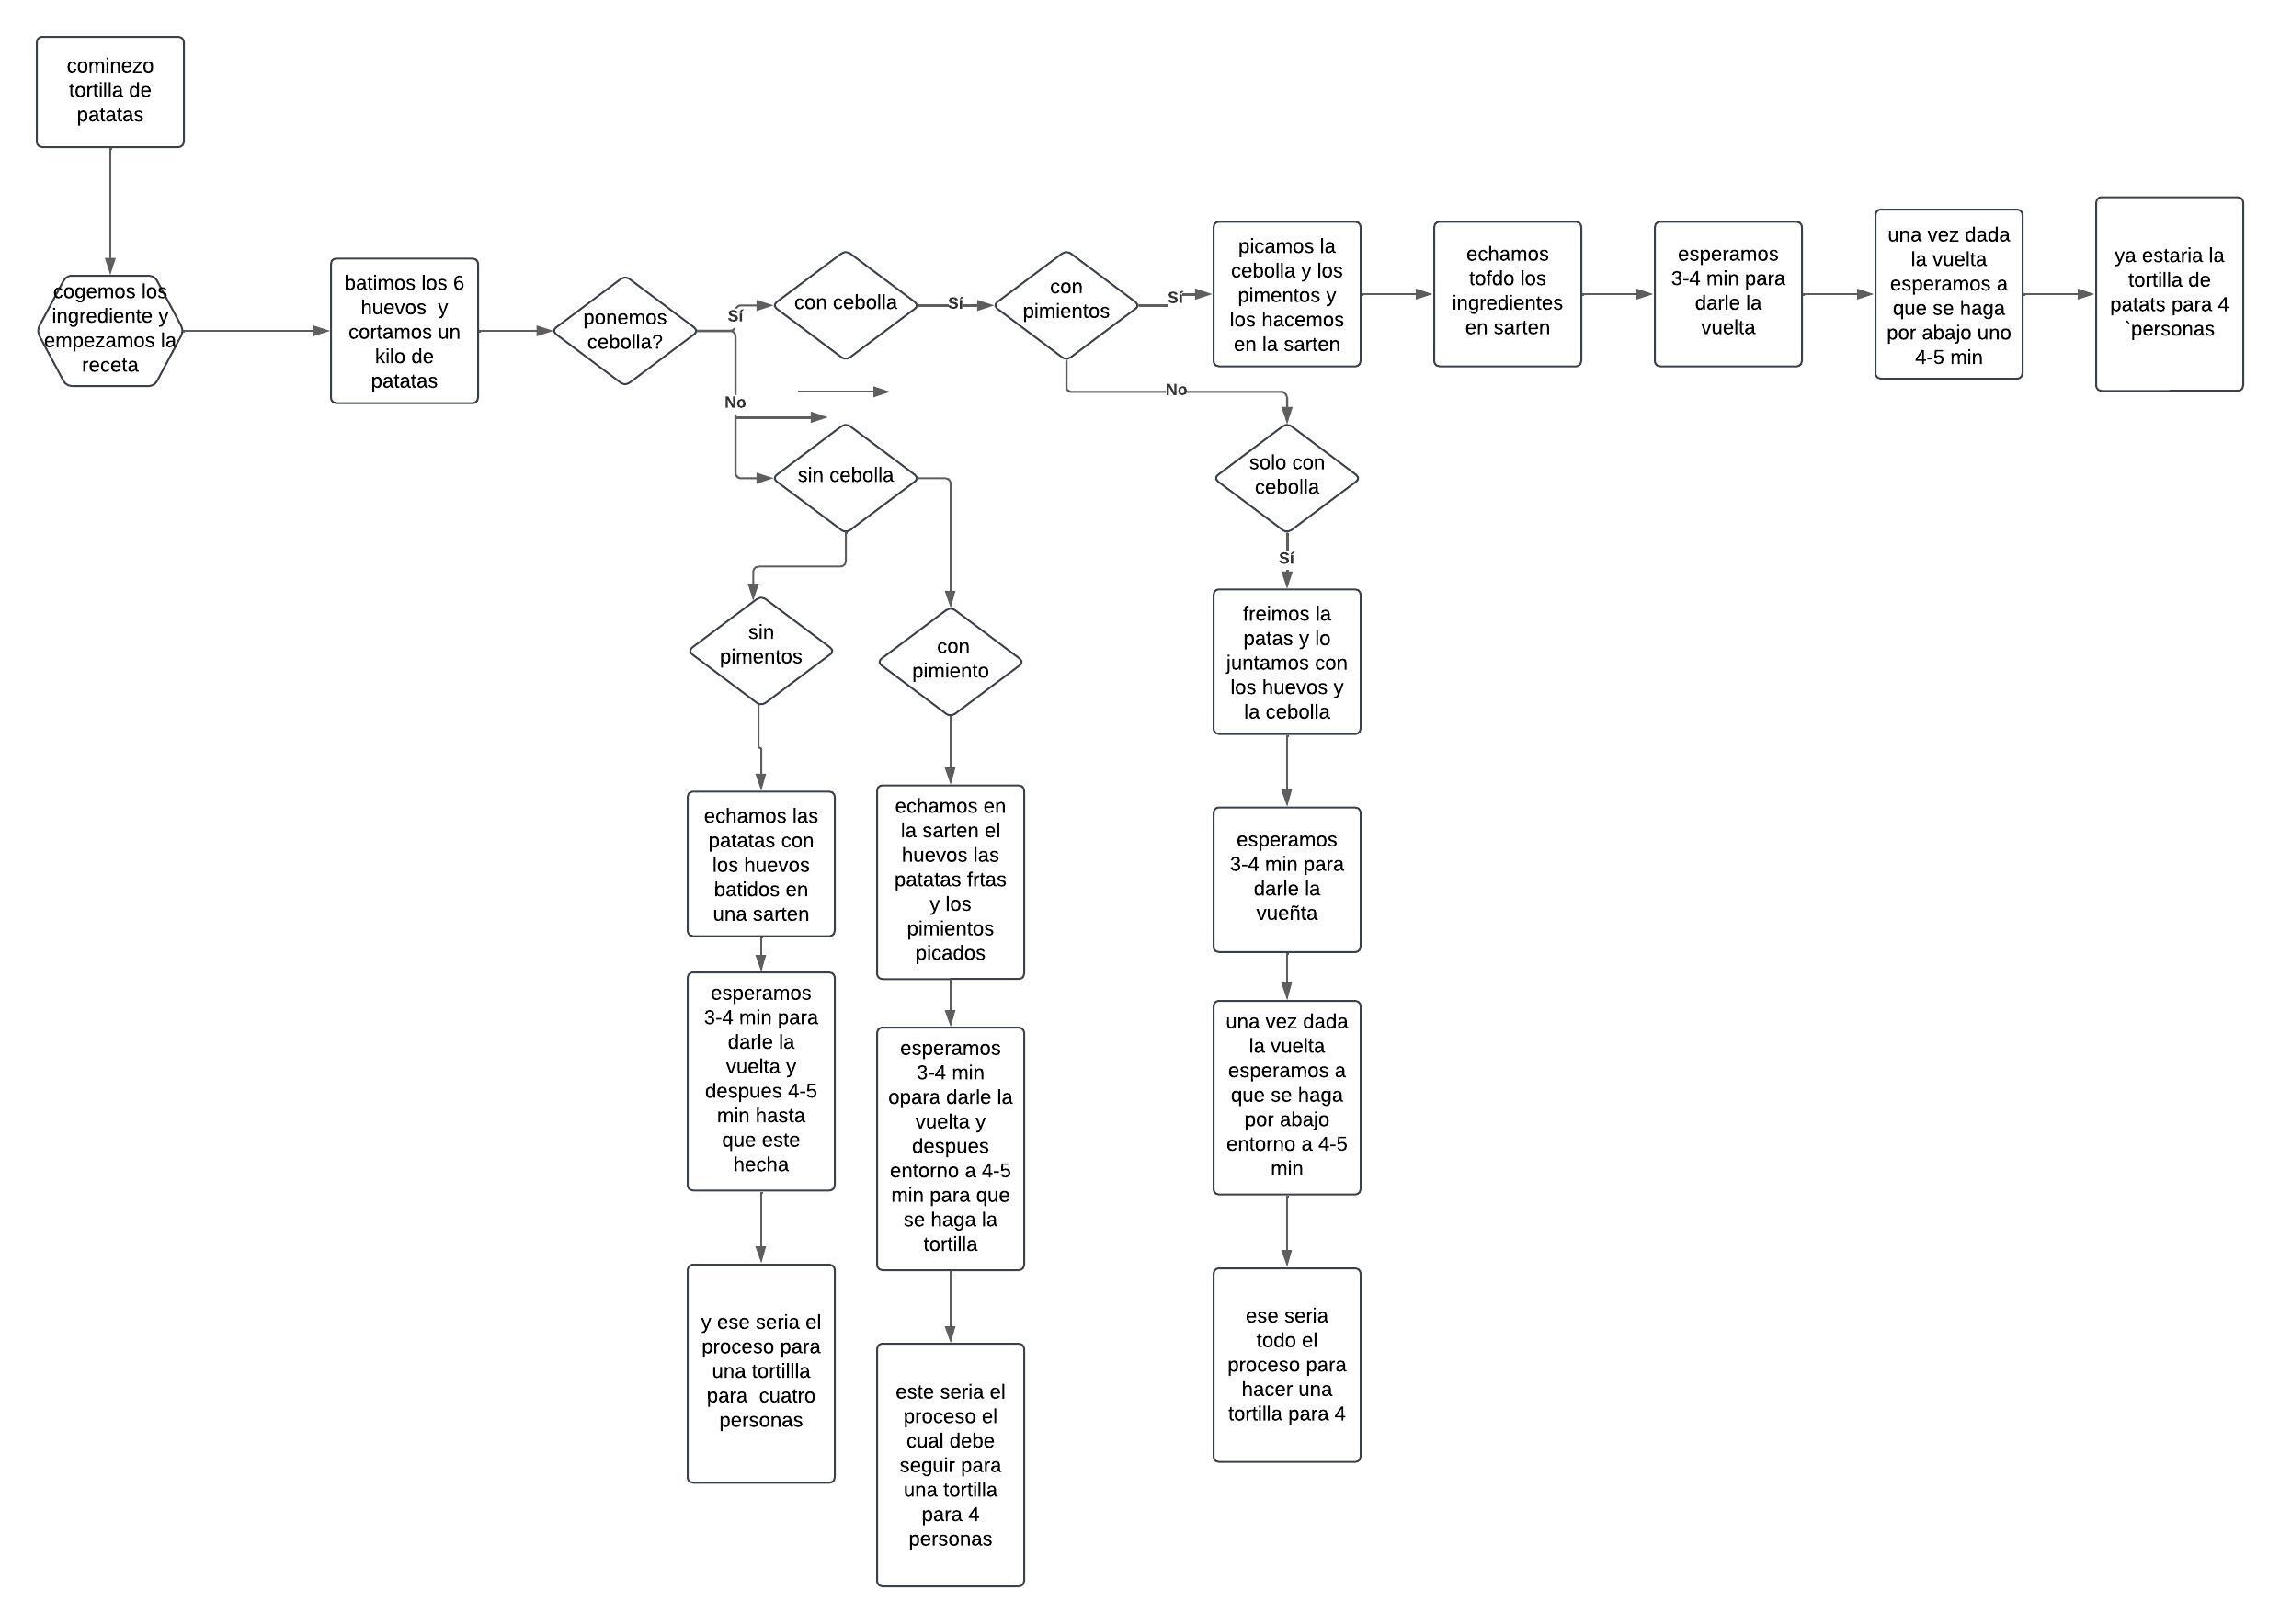 cominezo
tortilla de
patatas
cogemos los
ingrediente y
empezamos la
receta
batimos los 6
huevos  y
cortamos un
kilo de
patatas
ponemos
cebolla?
Sí
con cebolla
Sí
con
pimientos
Sí
picamos la
cebolla y los
pimentos y
los hacemos
en la sarten
echamos
tofdo los
ingredientes
en sarten
esperamos
3-4 min para
darle la
vuelta
una vez dada
la vuelta
esperamos a
que se haga
por abajo uno
4-5 min
ya estaria la
tortilla de
patats para 4
`personas
No
sin cebolla
No
solo con
cebolla
Sí
sin
pimentos
con
pimiento
freimos la
patas y lo
juntamos con
los huevos y
la cebolla
echamos las
patatas con
los huevos
batidos en
una sarten
echamos en
la sarten el
huevos las
patatas frtas
y los
pimientos
picados
esperamos
3-4 min para
darle la
vueñta
esperamos
3-4 min para
darle la
vuelta y
despues 4-5
min hasta
que este
hecha
esperamos
3-4 min
opara darle la
vuelta y
despues
entorno a 4-5
min para que
se haga la
tortilla
una vez dada
la vuelta
esperamos a
que se haga
por abajo
entorno a 4-5
min
y ese seria el
proceso para
una tortillla
para  cuatro
personas
este seria el
proceso el
cual debe
seguir para
una tortilla
para 4
personas
ese seria
todo el
proceso para
hacer una
tortilla para 4